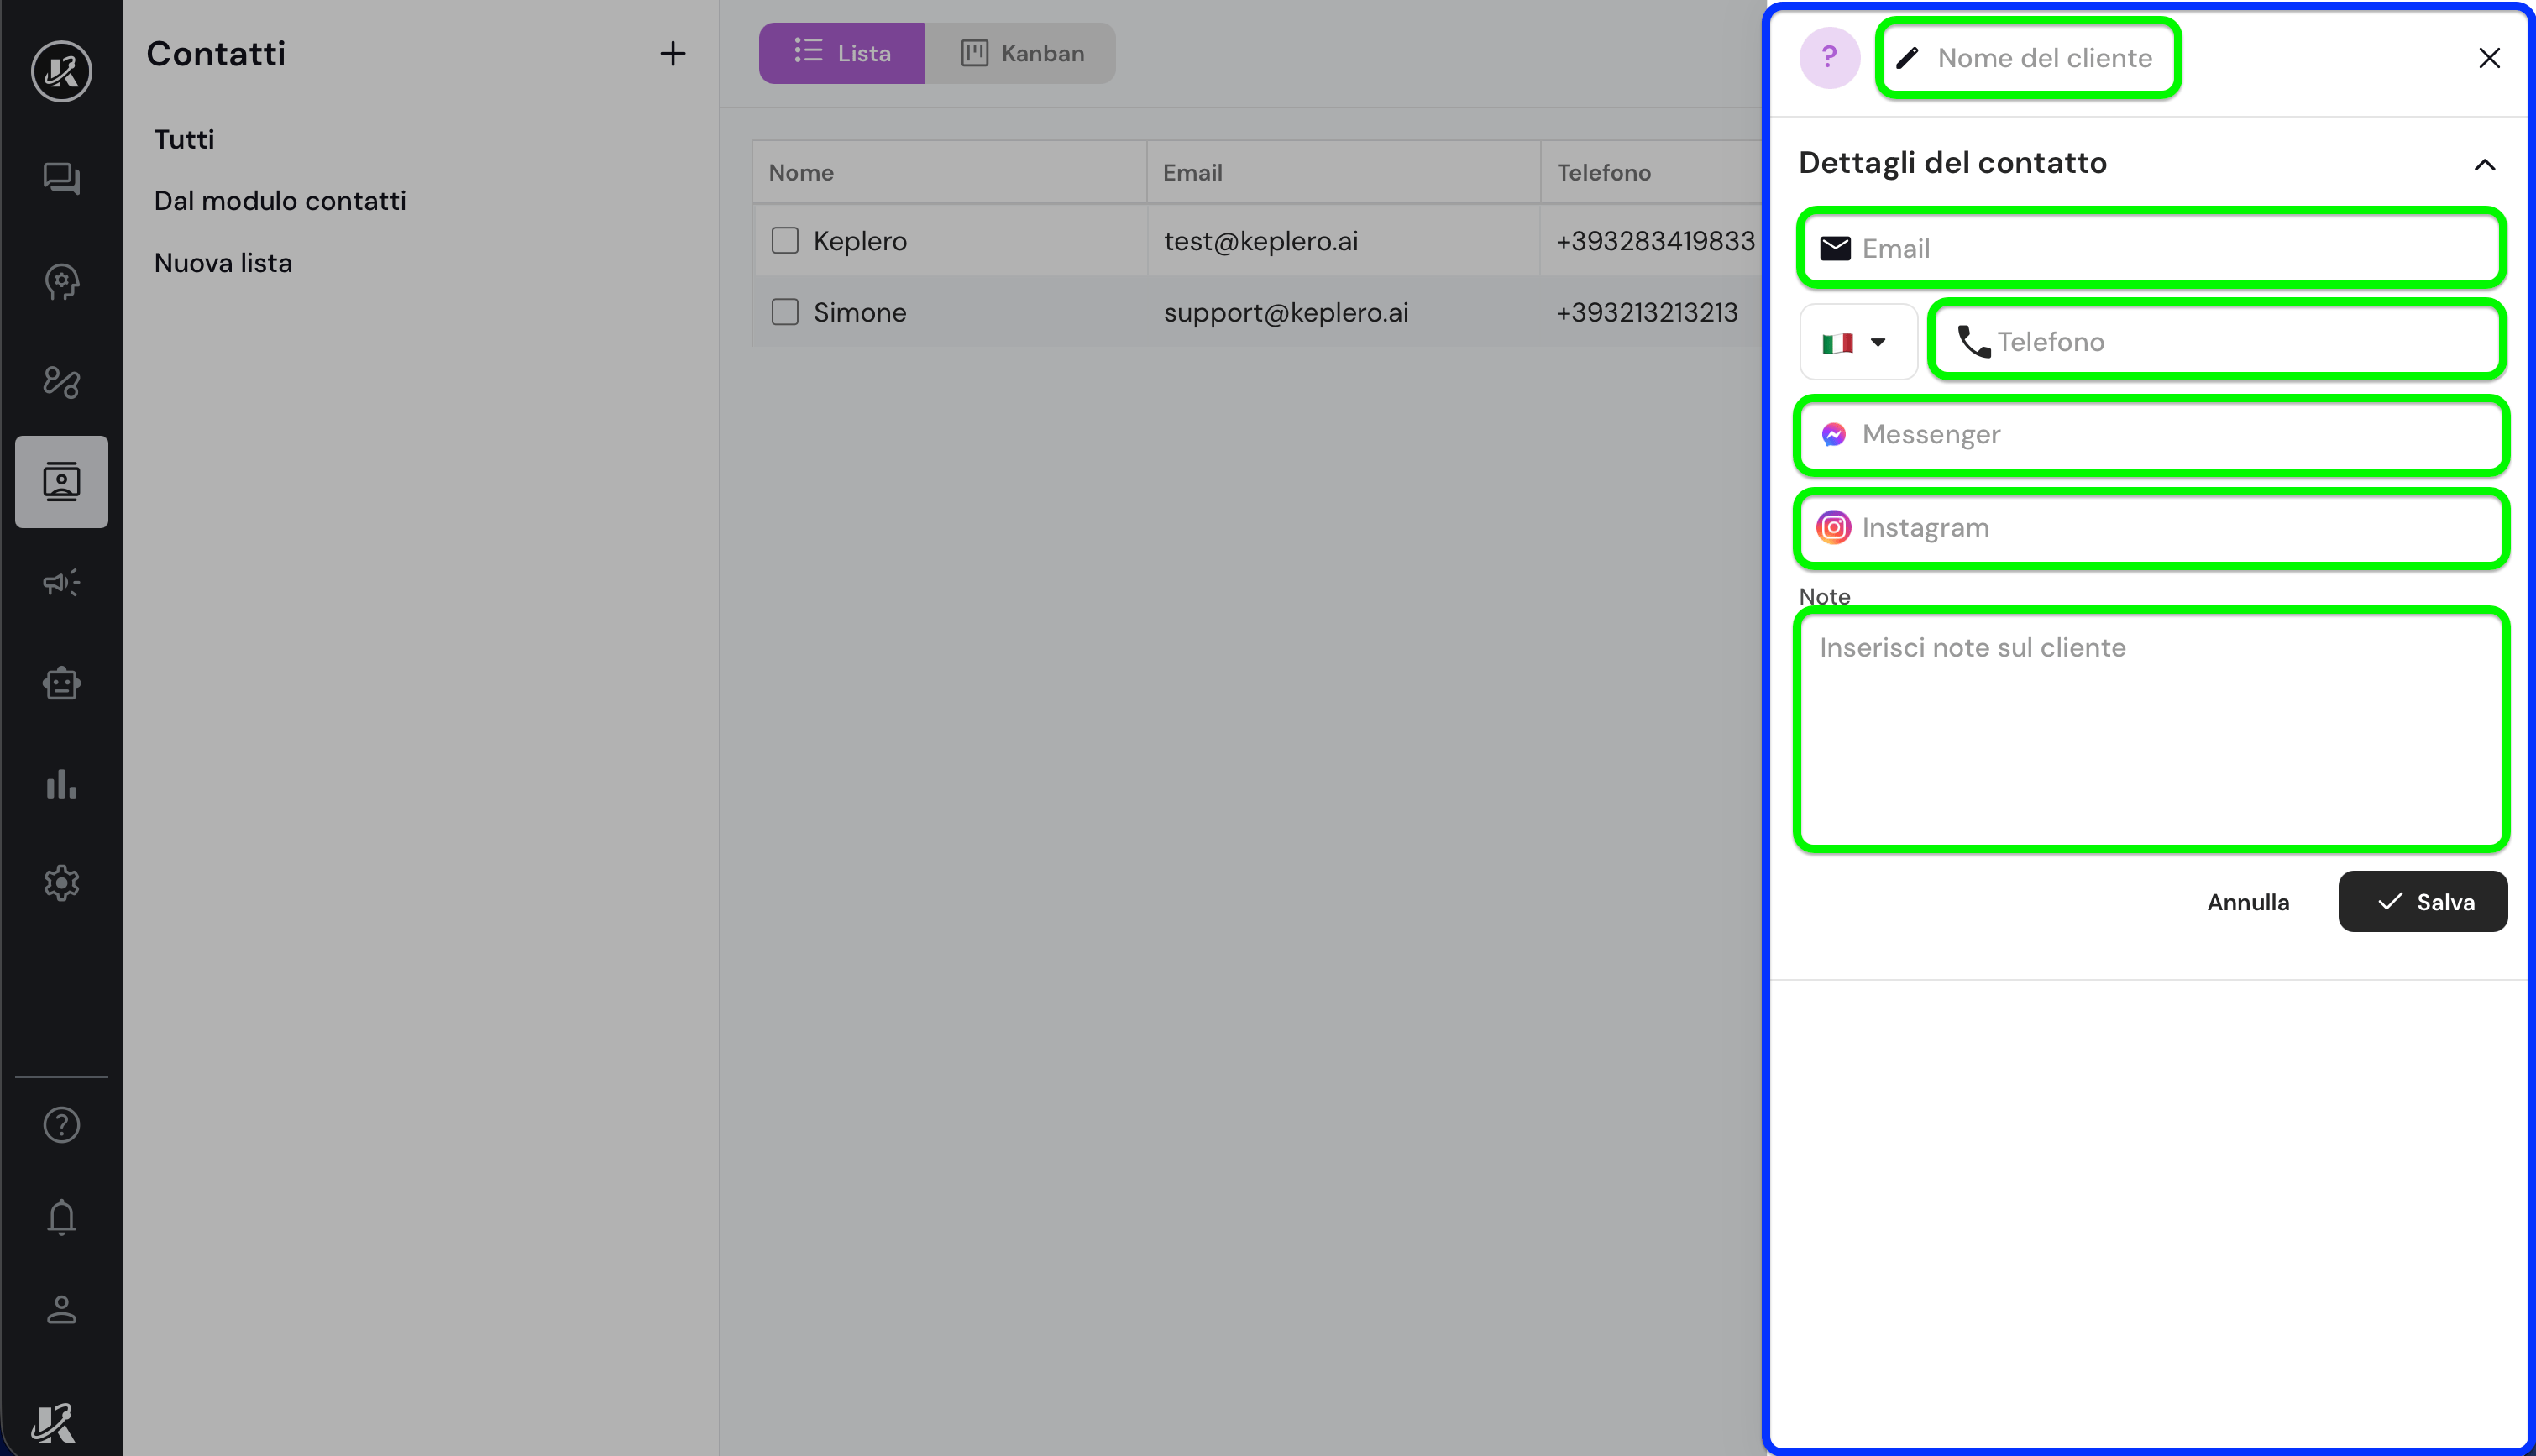 Contatti
Tutti
Dal modulo contatti
Nuova lista
Lista
Kanban
Nome Email Telefono
Keplero test@keplero.ai +393283419833
Simone support@keplero.ai +393213213213
? Nome del cliente
Dettagli del contatto
Email
Telefono
Messenger
Instagram
Note
Inserisci note sul cliente
Annulla
Salva